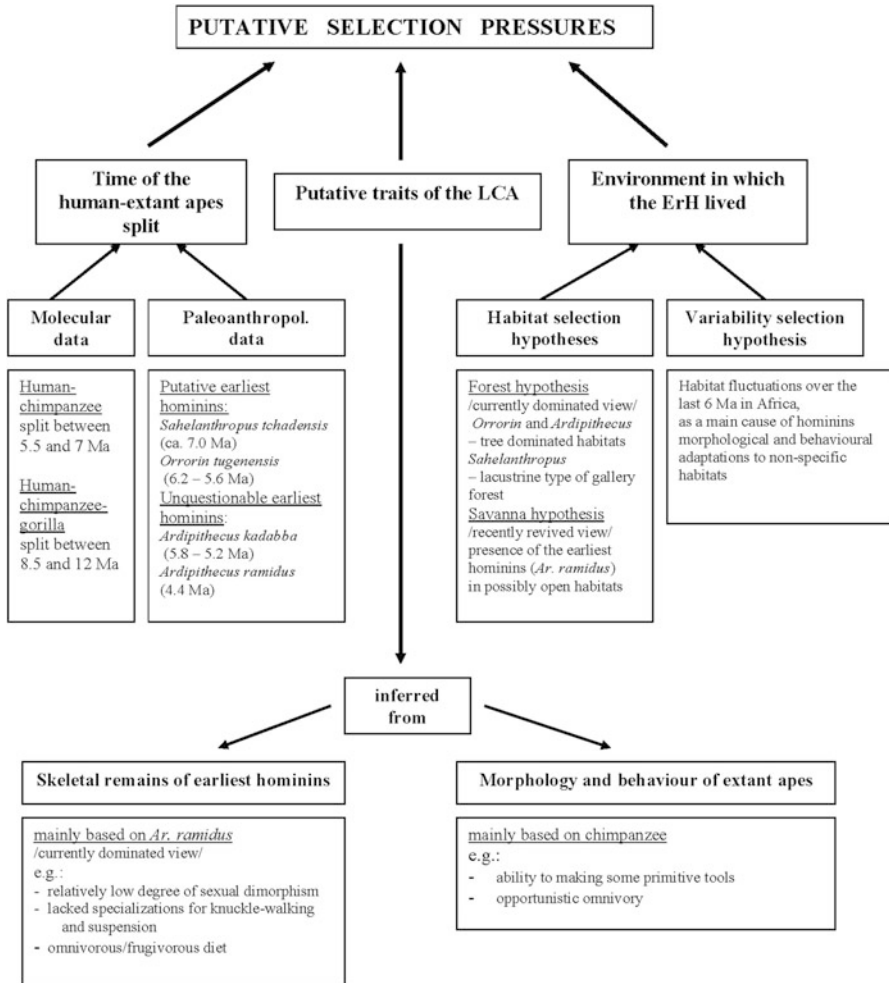 PUTATIVE SELECTION PRESSURES
Time of the
human-extant apes
split
Putative traits of the LCA
Environment in which
the ErH lived
Molecular
data
Paleoanthropol.
data
Habitat selection
hypotheses
Variability selection
hypothesis
Human-
chimpanzee
split between
5.5 and 7 Ma
Human-
chimpanzee-
gorilla
split between
8.5 and 12 Ma
Putative earliest
hominins:
Sahelanthropus tchadensis
(ca. 7.0 Ma)
Orrorin tugenensis
(6.2 – 5.6 Ma)
Unquestionable earliest
hominins:
Ardipithecus kadabba
(5.8 – 5.2 Ma)
Ardipithecus ramidus
(4.4 Ma)
Forest hypothesis
/currently dominated view/
Orrorin and Ardipithecus
– tree dominated habitats
Sahelanthropus
– lacustrine type of gallery
forest
Savanna hypothesis
/recently revived view/
presence of the earliest
hominins (Ar. ramidus)
in possibly open habitats
Habitat fluctuations over the
last 6 Ma in Africa,
as a main cause of hominins
morphological and behavioural
adaptations to non-specific
habitats
inferred
from
Skeletal remains of earliest hominins
Morphology and behaviour of extant apes
mainly based on Ar. ramidus
/currently dominated view/
e.g.:
- relatively low degree of sexual dimorphism
- lacked specializations for knuckle-walking
and suspension
- omnivorous/frugivorous diet
mainly based on chimpanzee
e.g.:
- ability to making some primitive tools
- opportunistic omnivory